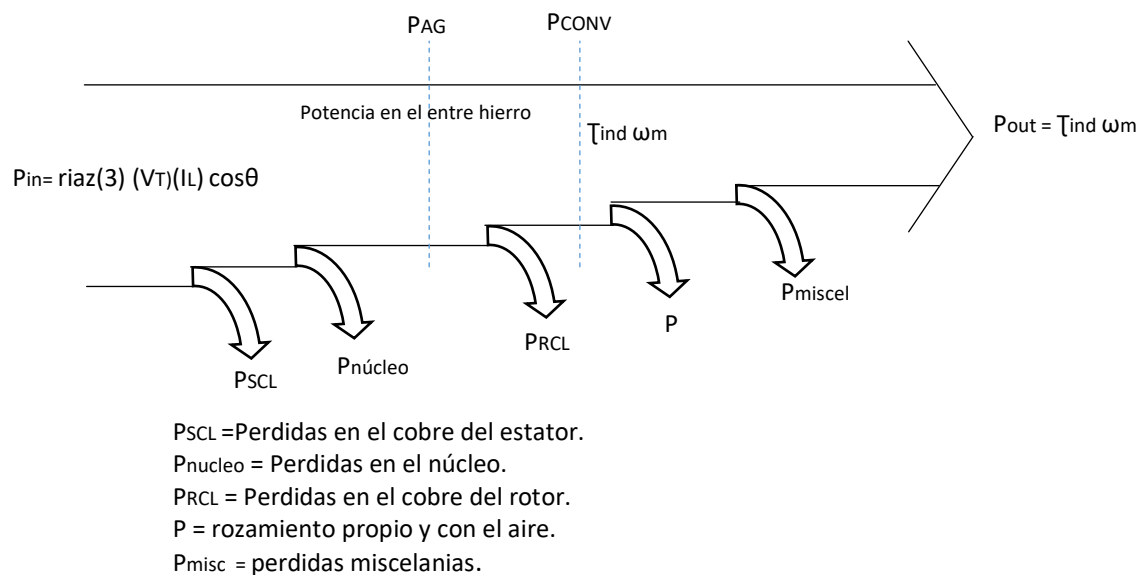 PAG
PCONV
Potencia en el entre hierro
Ʈind ωm
Pout = Ʈind ωm
Pin= riaz(3) (VT)(IL) cosθ
Pmiscel
P
PRCL
Pnúcleo
PSCL
PSCL =Perdidas en el cobre del estator.
Pnucleo = Perdidas en el núcleo.
PRCL = Perdidas en el cobre del rotor.
P = rozamiento propio y con el aire.
Pmisc = perdidas miscelanias.